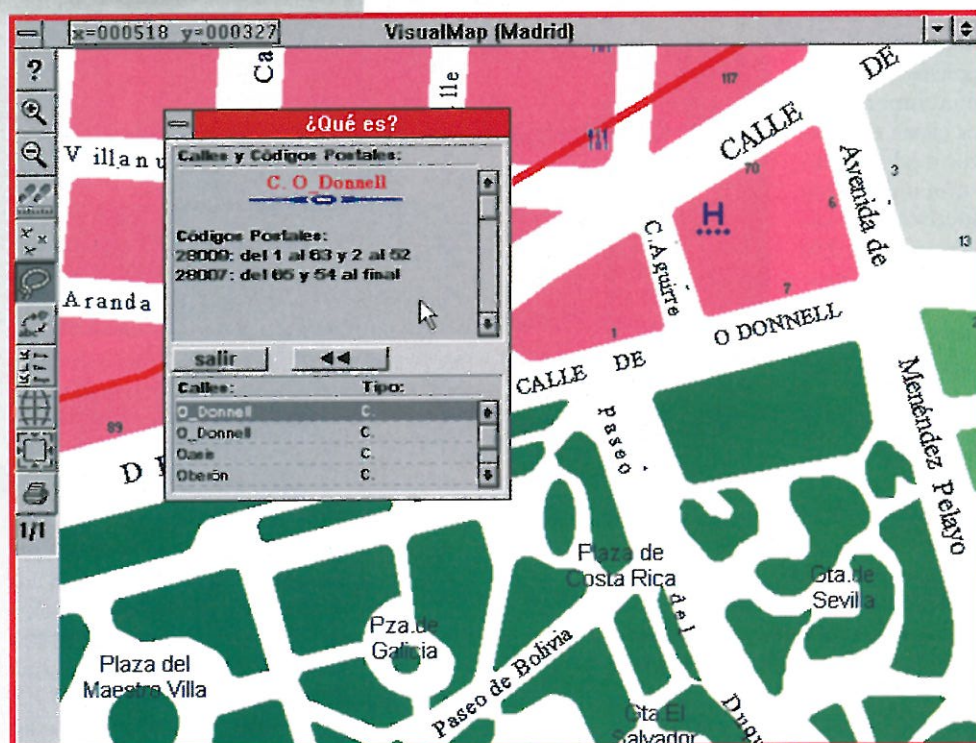 x=000518 y=000327
VisualMap (Madrid)
?
¿Qué es?
Calles y Códigos Postales:
C. O_Donnell
Códigos Postales:
28009: del 1 al 63 y 2 al 52
28007: del 65 y 54 al final
salir
Calles: Tipo:
O_Donnell C.
O_Donnell C.
Oasis C.
Oberón C.
1/1
Ca
lle
Villanu
Aranda
89
D
117
CALLE DE
70
H
C. Aguirre
6
Avenida de
3
13
7
1
CALLE DE O DONNELL
Menéndez Pelayo
Paseo del Duqu
Plaza de
Costa Rica
Gta. de
Sevilla
Pza. de
Galicia
Plaza del
Maestro Villa
Paseo de Bolivia
Gta. El
Salvador